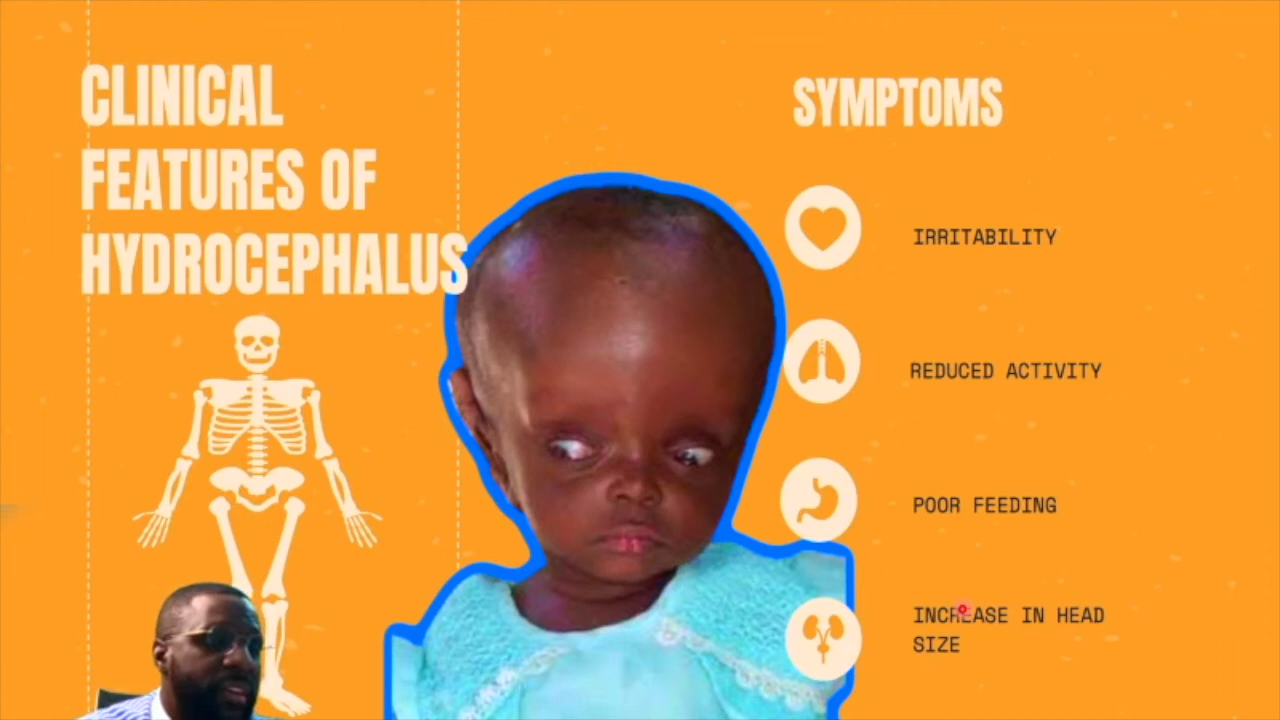 CLINICAL
FEATURES OF
HYDROCEPHALUS
SYMPTOMS
IRRITABILITY
REDUCED ACTIVITY
POOR FEEDING
INCREASE IN HEAD
SIZE